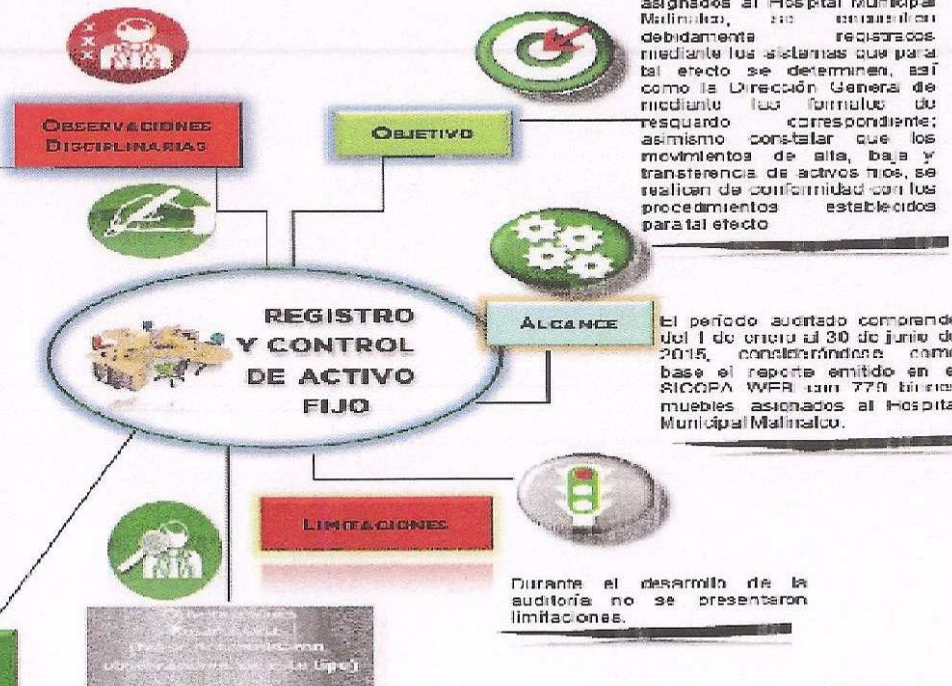 OBSERVACIONES
DISCIPLINARIAS
OBJETIVO
asignados al Hospital Municipal
Malinalco, se encuentren
debidamente registrados
mediante los sistemas que para
tal efecto se determinen, así
como la Dirección General de
mediante las formatos de
resguardo correspondiente;
asimismo constatar que los
movimientos de alta, baja y
transferencia de activos fijos, se
realicen de conformidad con los
procedimientos establecidos
para tal efecto
REGISTRO
Y CONTROL
DE ACTIVO
FIJO
ALCANCE
El período auditado comprende
del 1 de enero al 30 de junio de
2015, considerándose como
base el reporte emitido en e
SICOPA WEB con 779 bienes
muebles asignados al Hospital
Municipal Malinalco.
LIMITACIONES
Durante el desarrollo de la
auditoría no se presentaron
limitaciones.